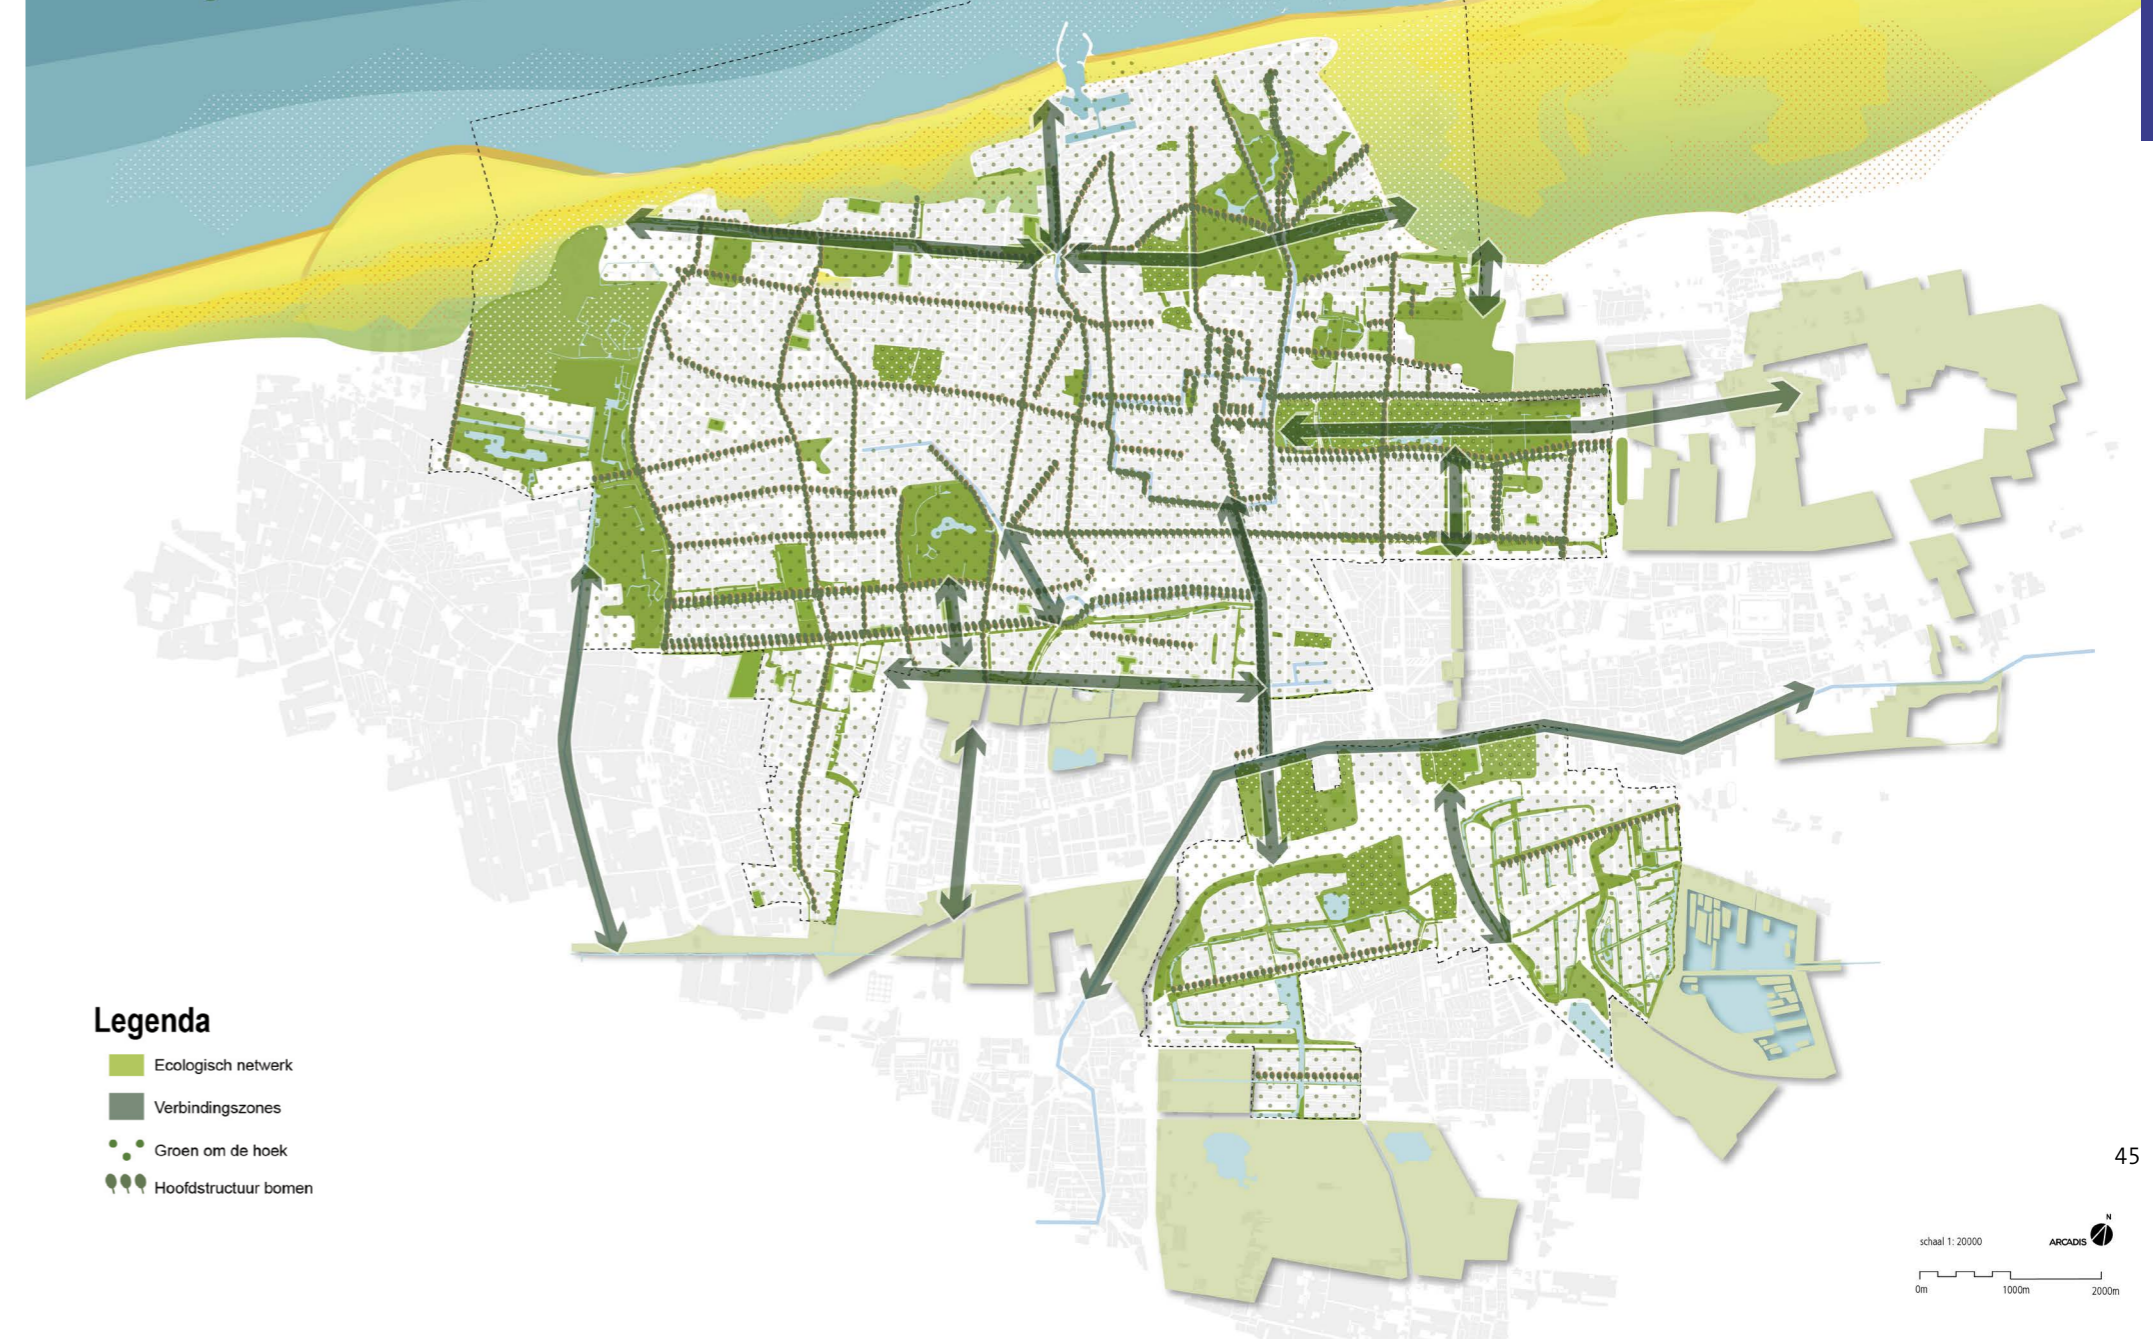 Legenda
Ecologisch netwerk
Verbindingszones
Groen om de hoek
Hoofdstructuur bomen
45
N
schaal 1: 20000
ARCADIS
0m 1000m 2000m